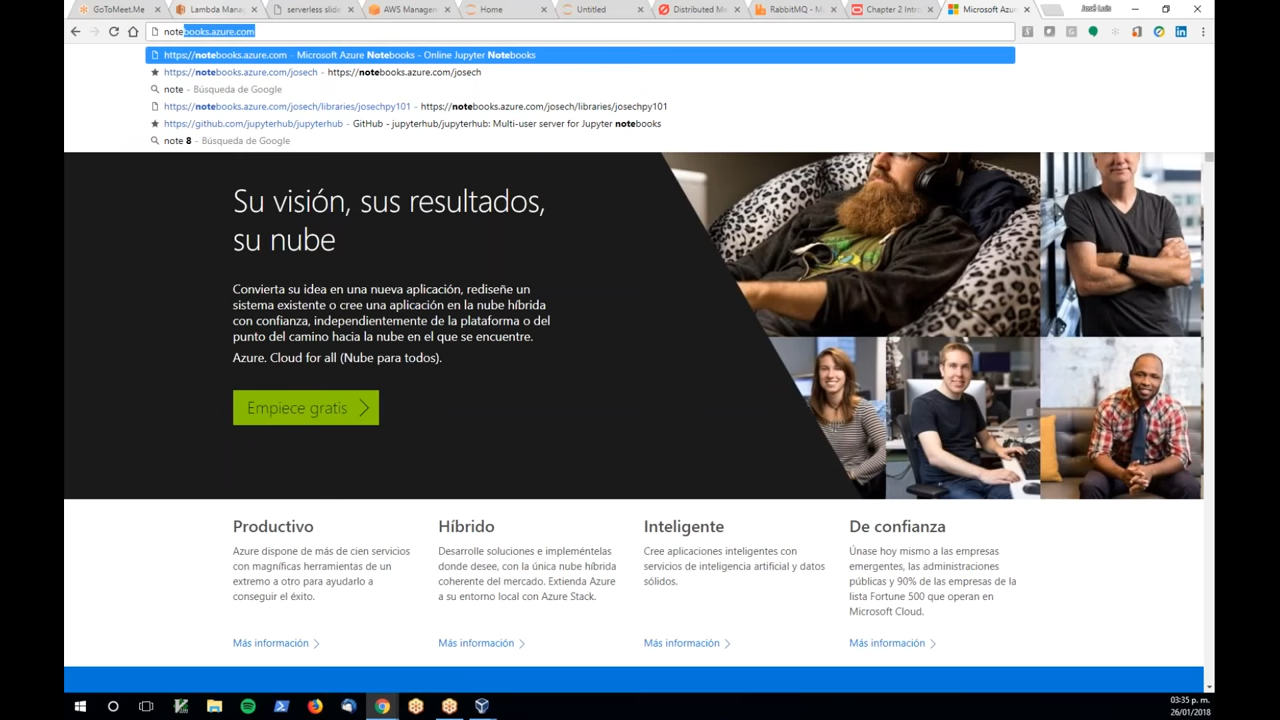 GoToMeet.Me
Lambda Mana
serverless slide
AWS Managem
Home
Untitled
Distributed Me
RabbitMQ - Mu
Chapter 2 Intro
Microsoft Azu
José Luis
notebooks.azure.com
https://notebooks.azure.com - Microsoft Azure Notebooks - Online Jupyter Notebooks
https://notebooks.azure.com/josech - https://notebooks.azure.com/josech
note - Búsqueda de Google
https://notebooks.azure.com/josech/libraries/josechpy101 - https://notebooks.azure.com/josech/libraries/josechpy101
https://github.com/jupyterhub/jupyterhub - GitHub - jupyterhub/jupyterhub: Multi-user server for Jupyter notebooks
note 8 - Búsqueda de Google
Su visión, sus resultados,
su nube
Convierta su idea en una nueva aplicación, rediseñe un
sistema existente o cree una aplicación en la nube híbrida
con confianza, independientemente de la plataforma o del
punto del camino hacia la nube en el que se encuentre.
Azure. Cloud for all (Nube para todos).
Empiece gratis
Productivo
Azure dispone de más de cien servicios
con magníficas herramientas de un
extremo a otro para ayudarlo a
conseguir el éxito.
Más información
Híbrido
Desarrolle soluciones e impleméntelas
donde desee, con la única nube híbrida
coherente del mercado. Extienda Azure
a su entorno local con Azure Stack.
Más información
Inteligente
Cree aplicaciones inteligentes con
servicios de inteligencia artificial y datos
sólidos.
Más información
De confianza
Únase hoy mismo a las empresas
emergentes, las administraciones
públicas y 90% de las empresas de la
lista Fortune 500 que operan en
Microsoft Cloud.
Más información
03:35 p. m.
26/01/2018